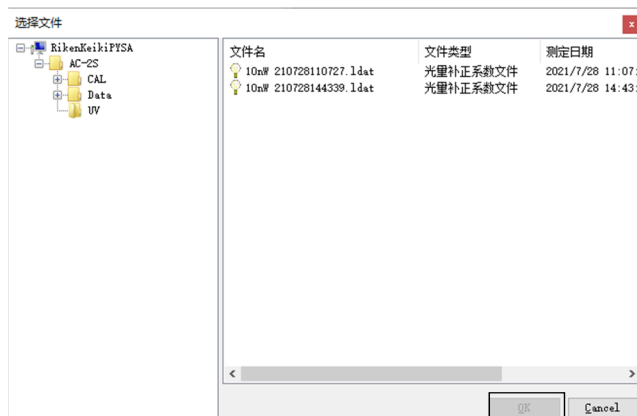 选择文件
x
RikenKeikiPYSA
AC-2S
CAL
Data
UV
文件名 文件类型 测定日期
10nW 210728110727.ldat 光量补正系数文件 2021/7/28 11:07:
10nW 210728144339.ldat 光量补正系数文件 2021/7/28 14:43:
OK Cancel